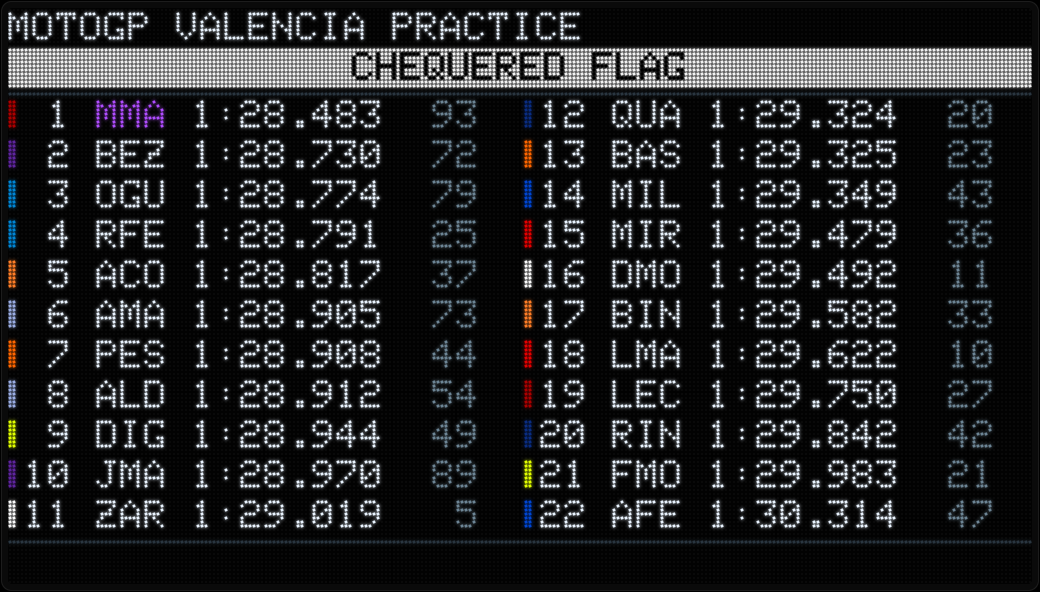 MOTOGP VALENCIA PRACTICE
CHEQUERED FLAG
1 MMA 1:28.483 93
2 BEZ 1:28.730 72
3 OGU 1:28.774 79
4 RFE 1:28.791 25
5 ACO 1:28.817 37
6 AMA 1:28.905 73
7 PES 1:28.908 44
8 ALD 1:28.912 54
9 DIG 1:28.944 49
10 JMA 1:28.970 89
11 ZAR 1:29.019 5
12 QUA 1:29.324 20
13 BAS 1:29.325 23
14 MIL 1:29.349 43
15 MIR 1:29.479 36
16 DMO 1:29.492 11
17 BIN 1:29.582 33
18 LMA 1:29.622 10
19 LEC 1:29.750 27
20 RIN 1:29.842 42
21 FMO 1:29.983 21
22 AFE 1:30.314 47